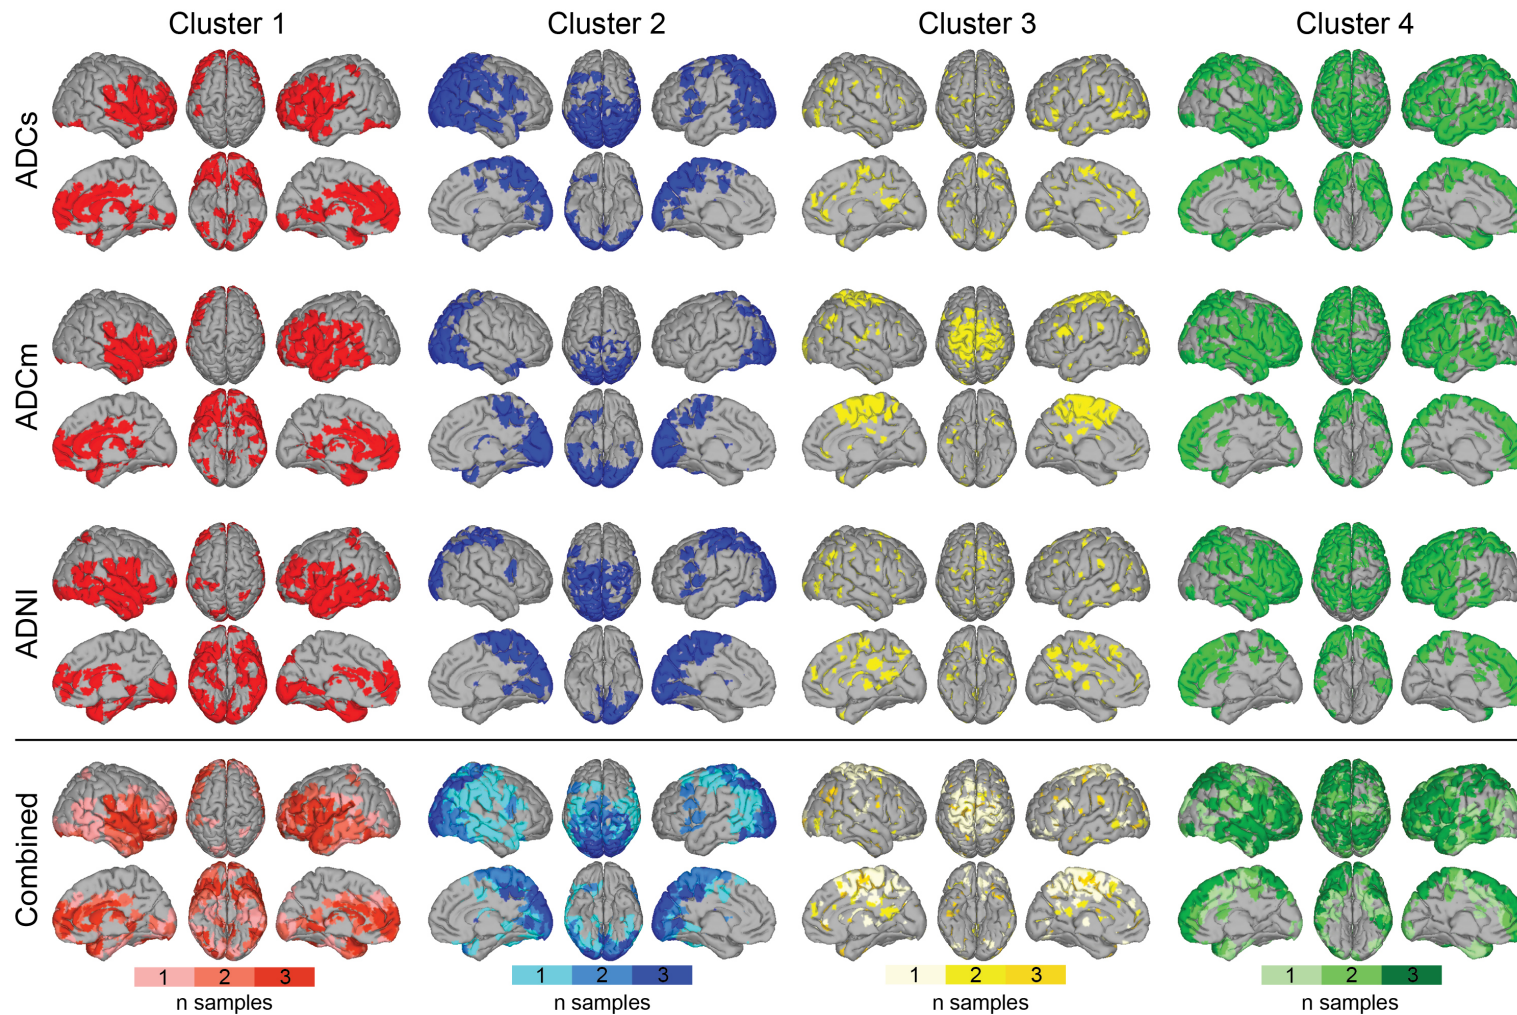 Cluster 1 Cluster 2 Cluster 3 Cluster 4
ADCs
ADCm
ADNI
Combined
1 2 3 1 2 3 1 2 3 1 2 3
n samples n samples n samples n samples